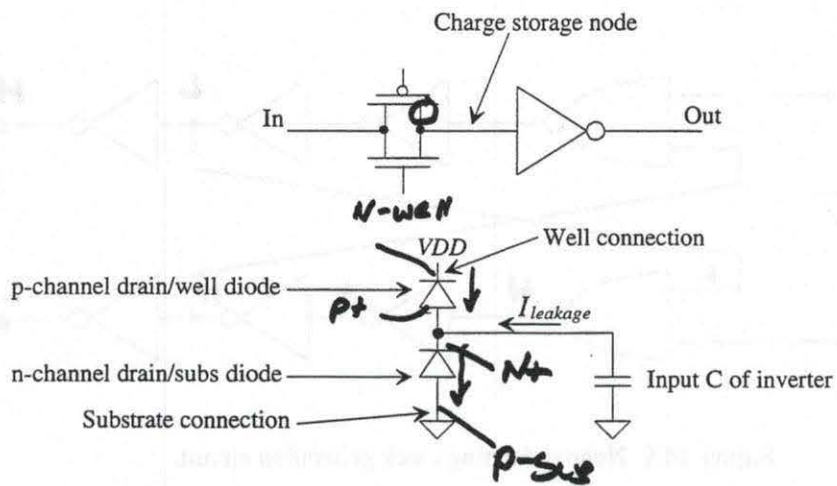 Charge storage node
In
Out
N-well
VDD
Well connection
p-channel drain/well diode
P+
I leakage
n-channel drain/subs diode
N+
Input C of inverter
Substrate connection
P-SUB